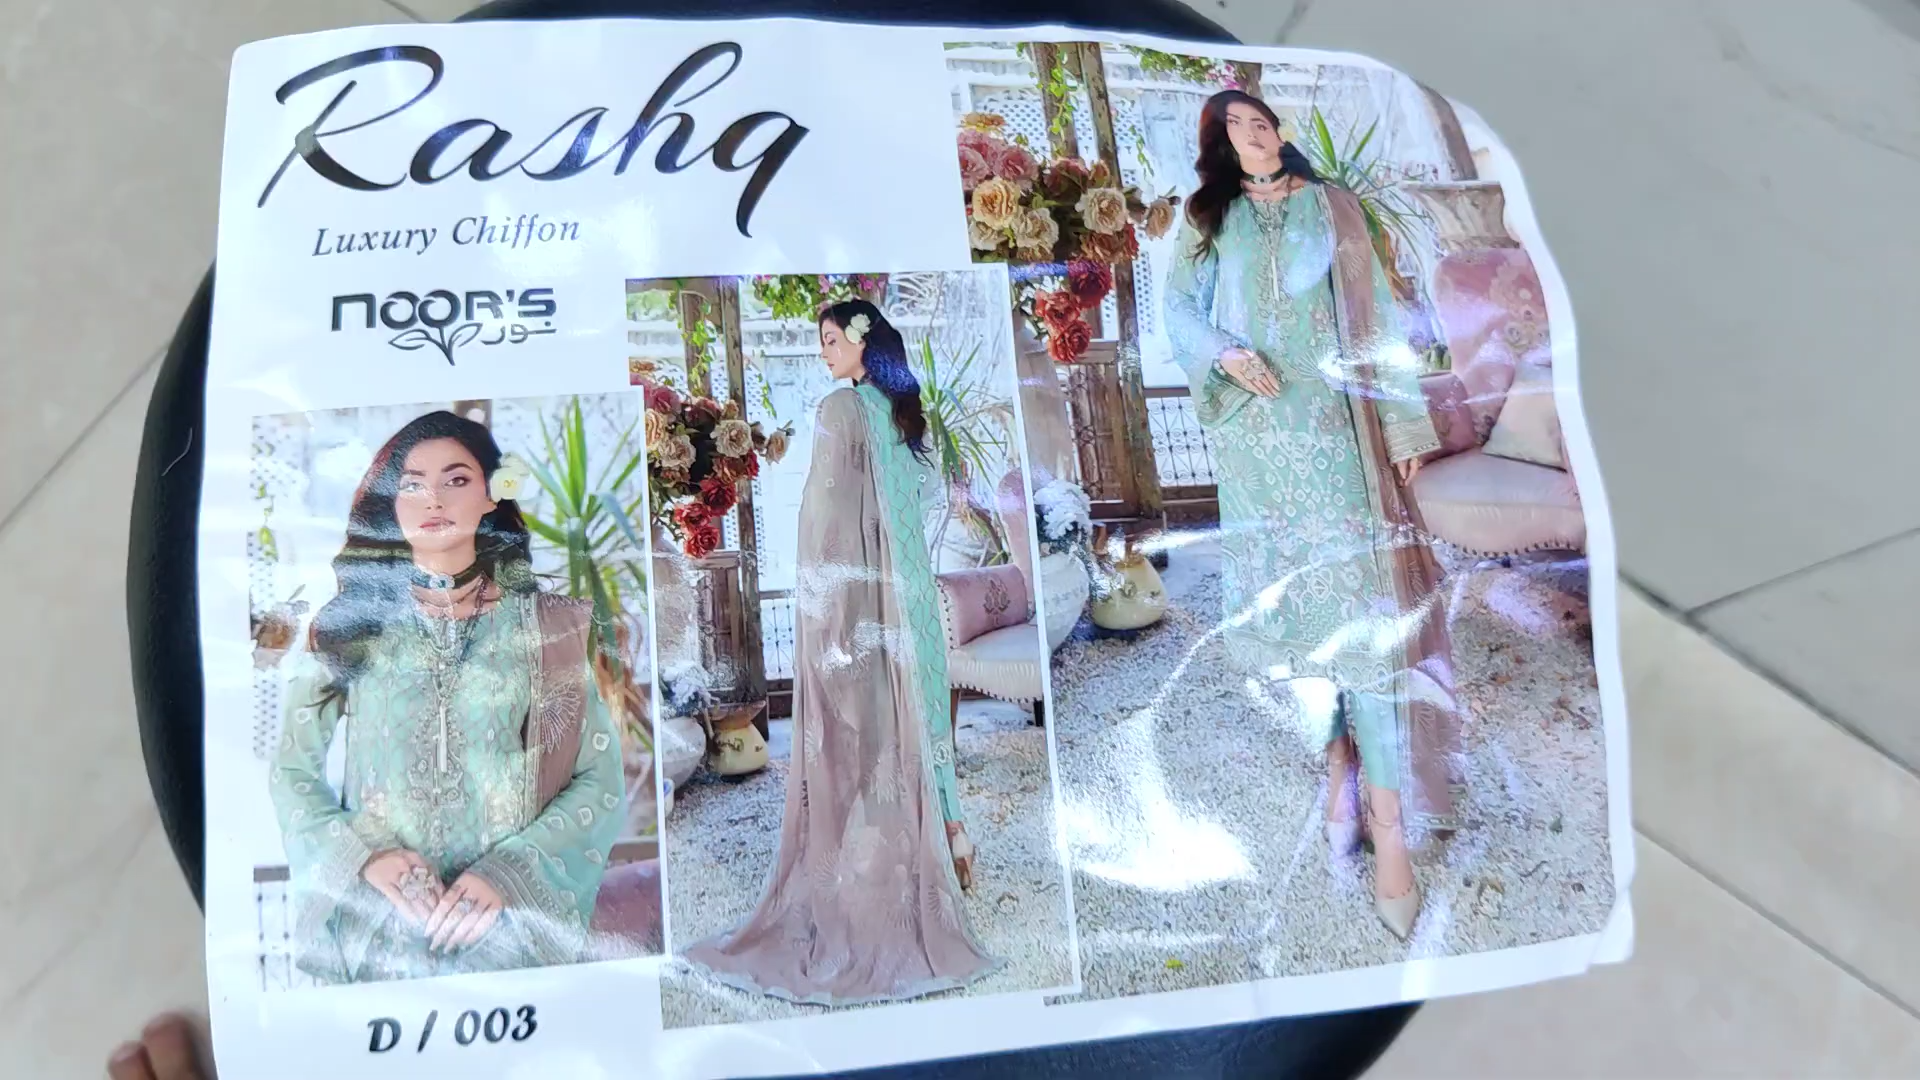 Rashq
Luxury Chiffon
NOOR'S
نور
D / 003